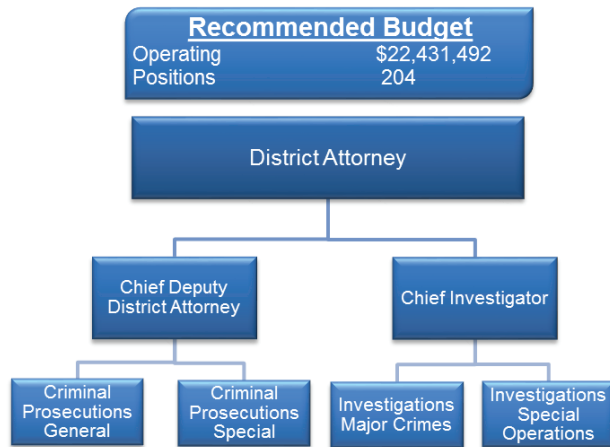 Recommended Budget
Operating $22,431,492
Positions 204
District Attorney
Chief Deputy
District Attorney
Chief Investigator
Criminal
Prosecutions
General
Criminal
Prosecutions
Special
Investigations
Major Crimes
Investigations
Special
Operations